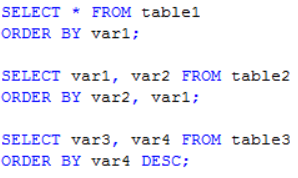 SELECT * FROM table1
ORDER BY var1;
SELECT var1, var2 FROM table2
ORDER BY var2, var1;
SELECT var3, var4 FROM table3
ORDER BY var4 DESC;